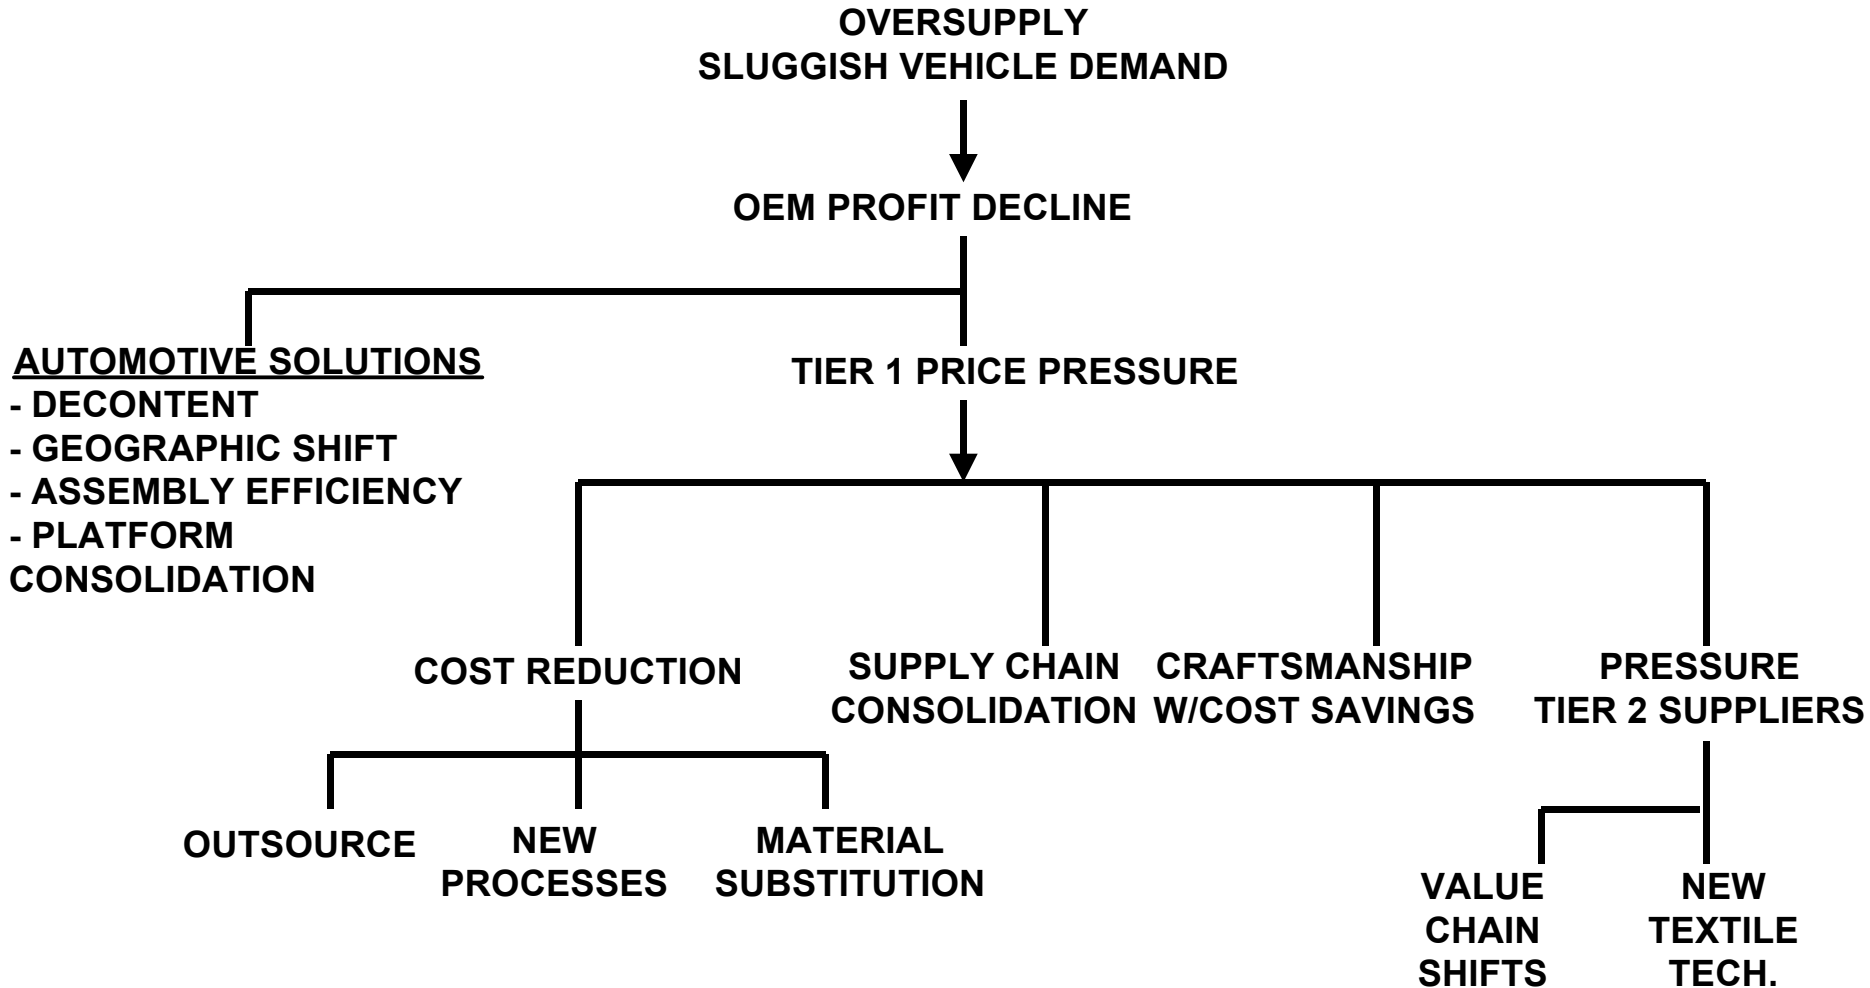 OVERSUPPLY
SLUGGISH VEHICLE DEMAND
OEM PROFIT DECLINE
AUTOMOTIVE SOLUTIONS
- DECONTENT
- GEOGRAPHIC SHIFT
- ASSEMBLY EFFICIENCY
- PLATFORM
CONSOLIDATION
TIER 1 PRICE PRESSURE
COST REDUCTION
SUPPLY CHAIN
CONSOLIDATION
CRAFTSMANSHIP
W/COST SAVINGS
PRESSURE
TIER 2 SUPPLIERS
OUTSOURCE
NEW
PROCESSES
MATERIAL
SUBSTITUTION
VALUE
CHAIN
SHIFTS
NEW
TEXTILE
TECH.